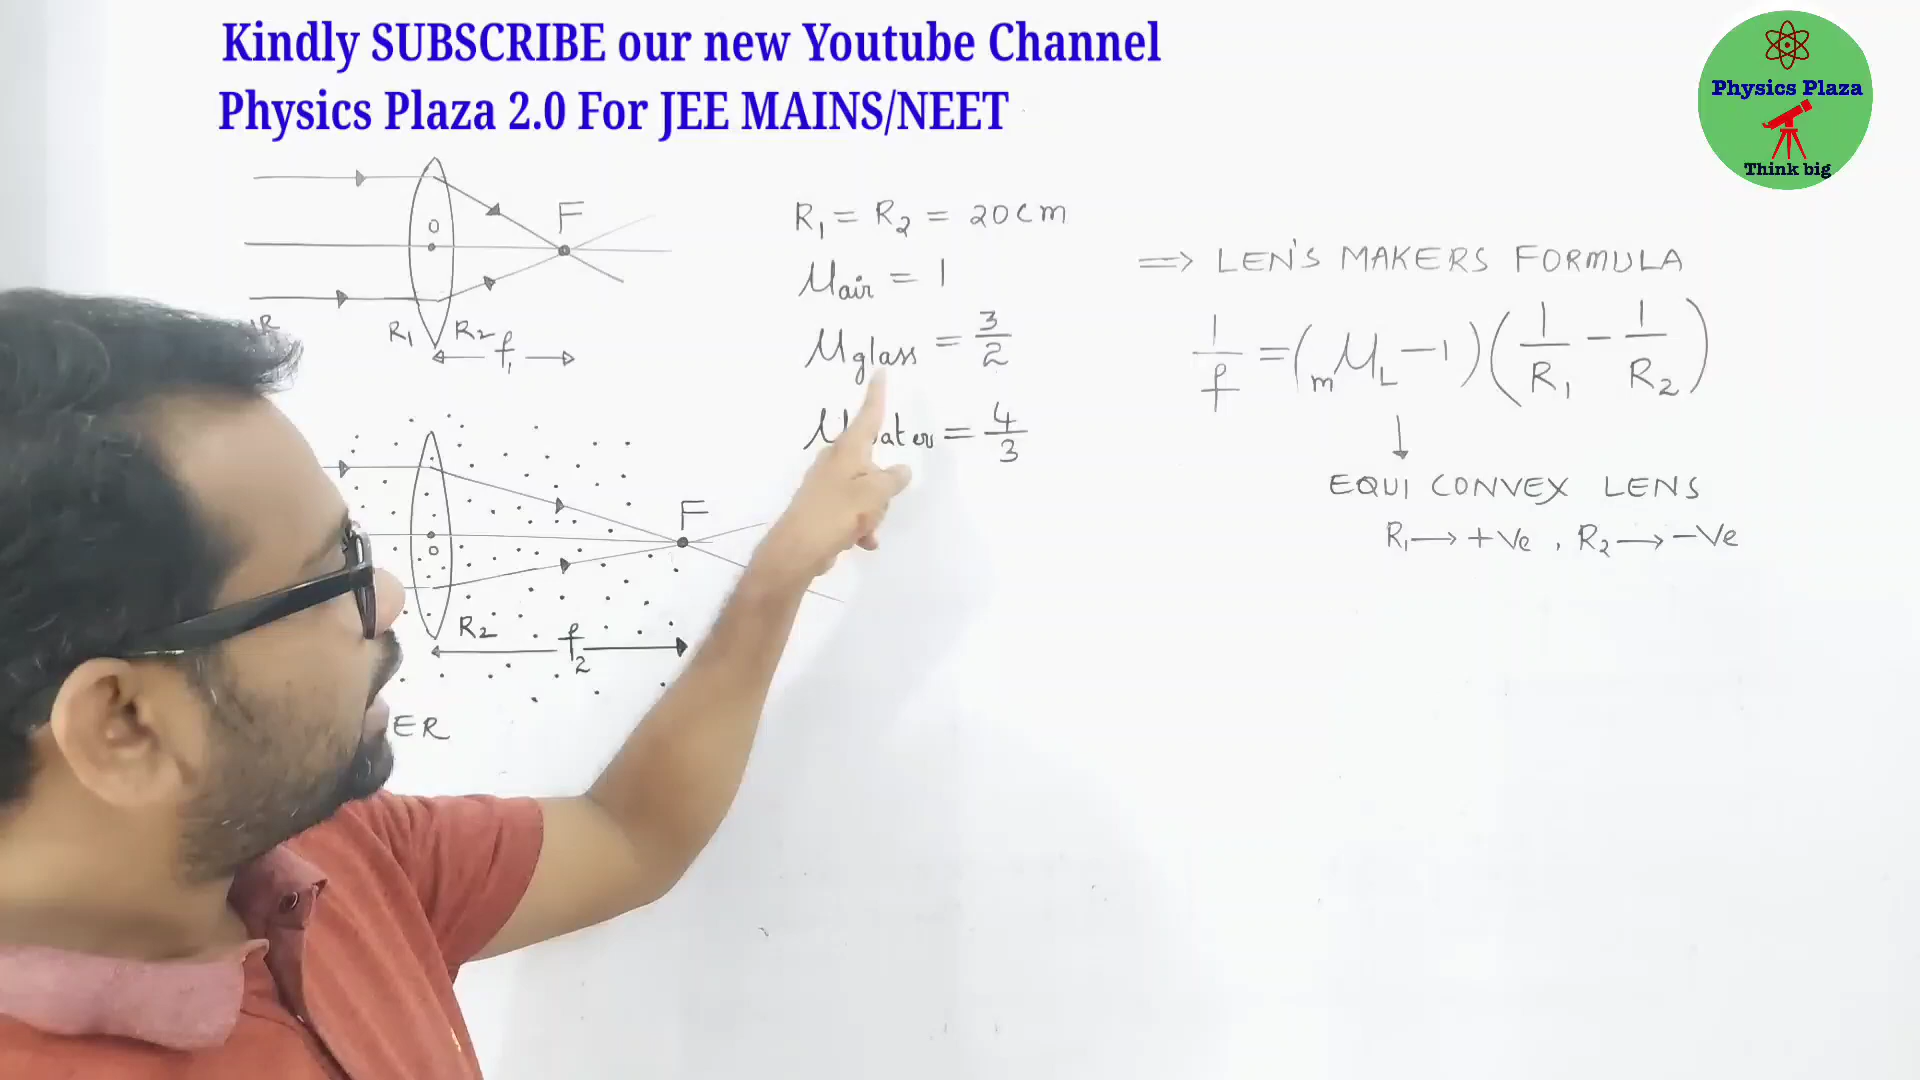 Kindly SUBSCRIBE our new Youtube Channel
Physics Plaza 2.0 For JEE MAINS/NEET
Physics Plaza
Think big
O
F
R₁ R₂
f₁
R₁ = R₂ = 20cm
μair = 1
μglass = 3/2
= 4/3
⇒ LEN'S MAKERS FORMULA
1/f = (mμL - 1)(1/R₁ - 1/R₂)
↓
EQUI CONVEX LENS
R₁ → +Ve , R₂ → -Ve
F
O
R₂
f₂